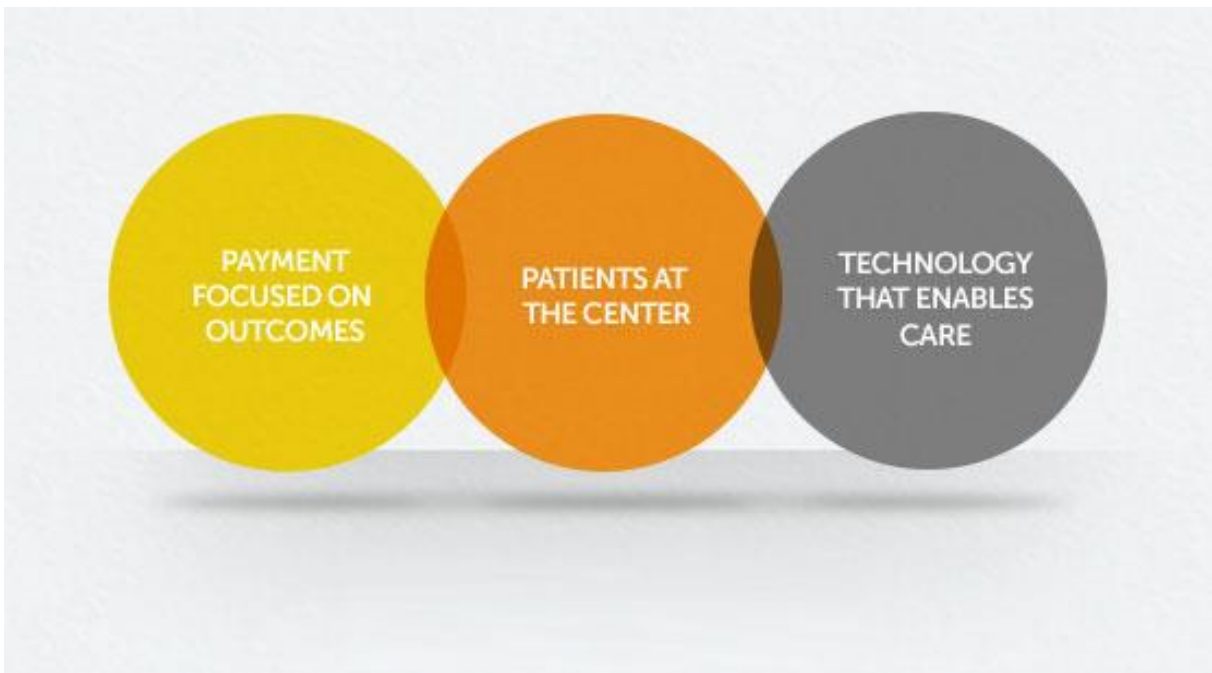 PAYMENT
FOCUSED ON
OUTCOMES
PATIENTS AT
THE CENTER
TECHNOLOGY
THAT ENABLES
CARE